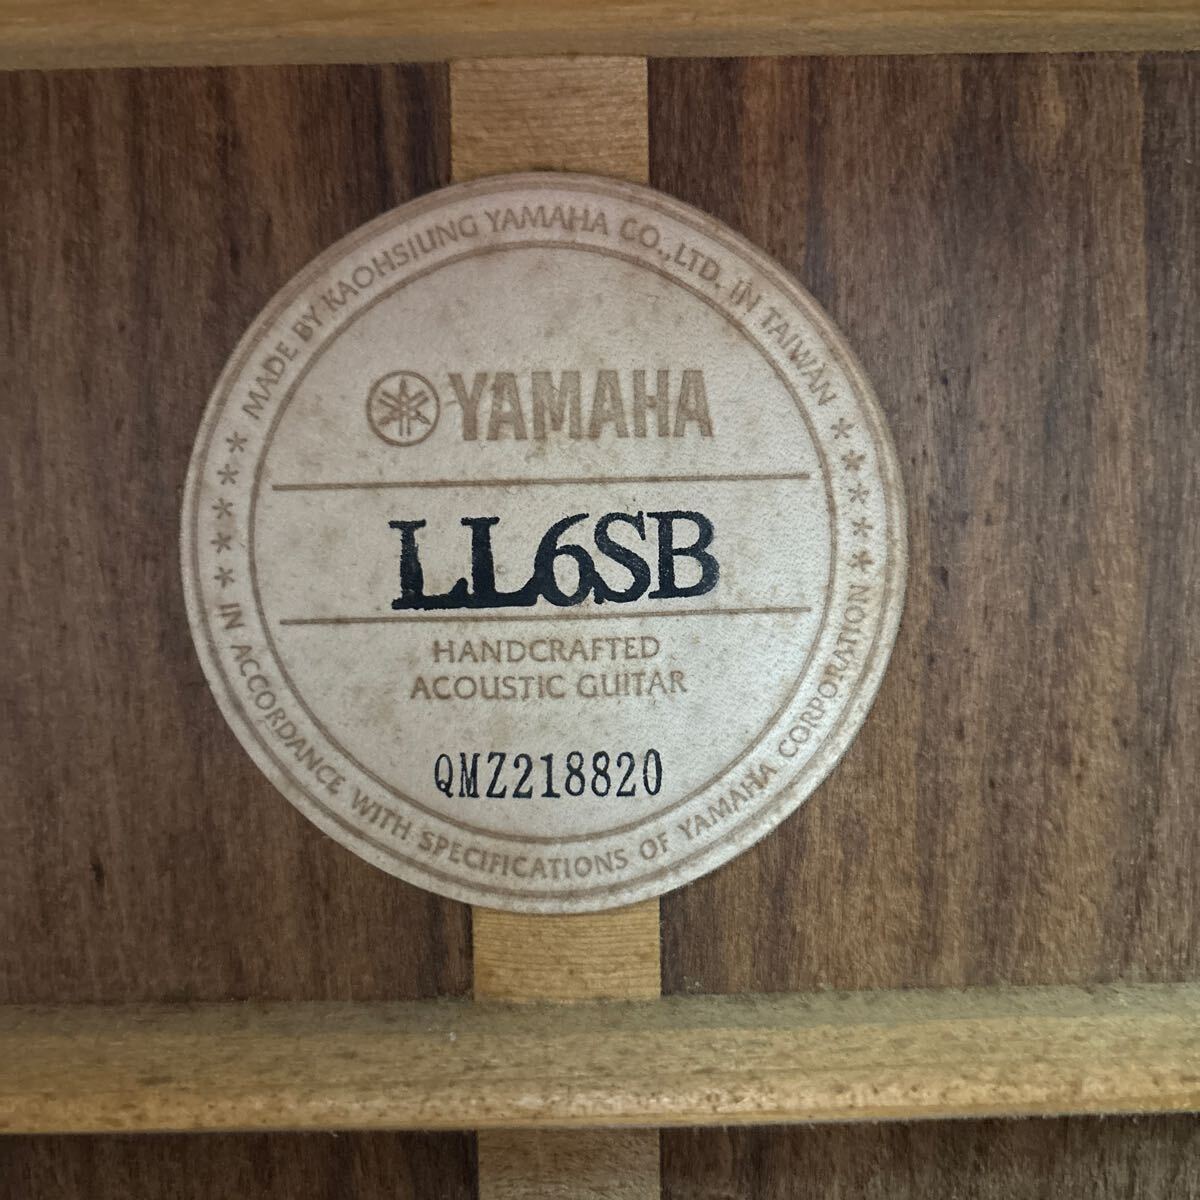 MADE BY KAOHSIUNG YAMAHA CO.,LTD. IN TAIWAN
YAMAHA
LL6SB
HANDCRAFTED
ACOUSTIC GUITAR
QMZ218820
IN ACCORDANCE WITH SPECIFICATIONS OF YAMAHA CORPORATION